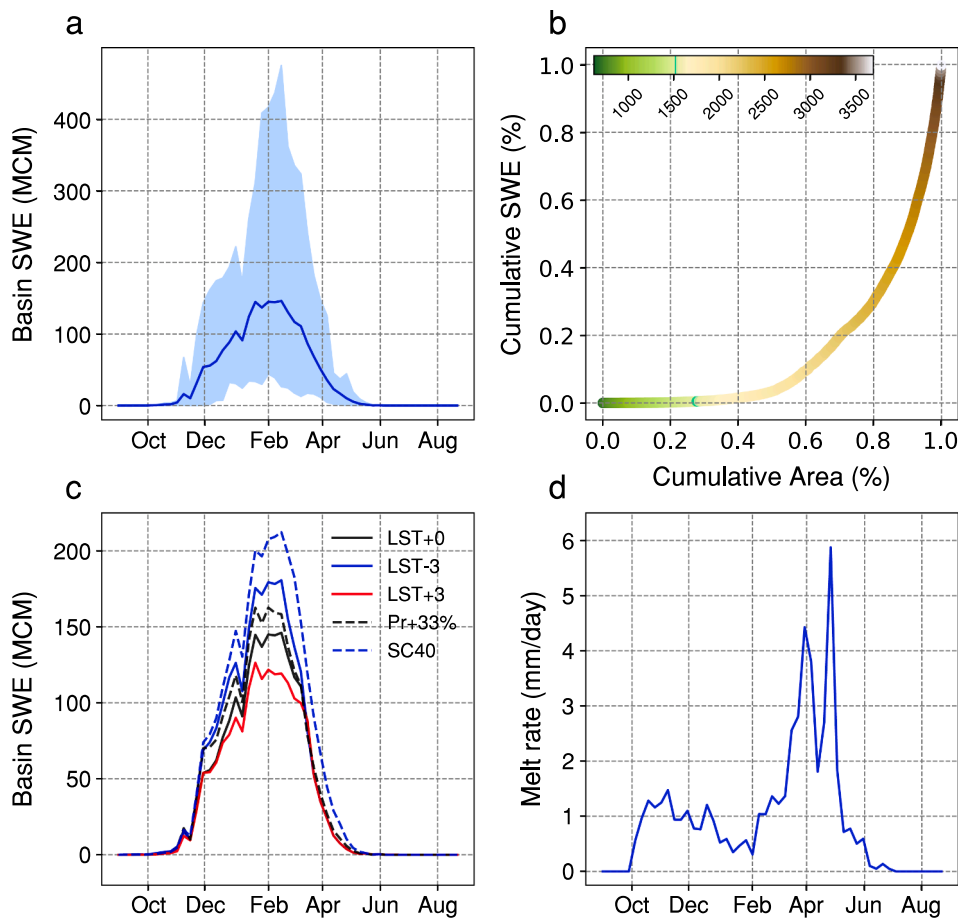 a
Basin SWE (MCM)
400
300
200
100
0
Oct Dec Feb Apr Jun Aug
b
Cumulative SWE (%)
1.0
0.8
0.6
0.4
0.2
0.0
1000 1500 2000 2500 3000 3500
0.0 0.2 0.4 0.6 0.8 1.0
Cumulative Area (%)
c
Basin SWE (MCM)
200
150
100
50
0
LST+0
LST-3
LST+3
Pr+33%
SC40
Oct Dec Feb Apr Jun Aug
d
Melt rate (mm/day)
6
5
4
3
2
1
0
Oct Dec Feb Apr Jun Aug